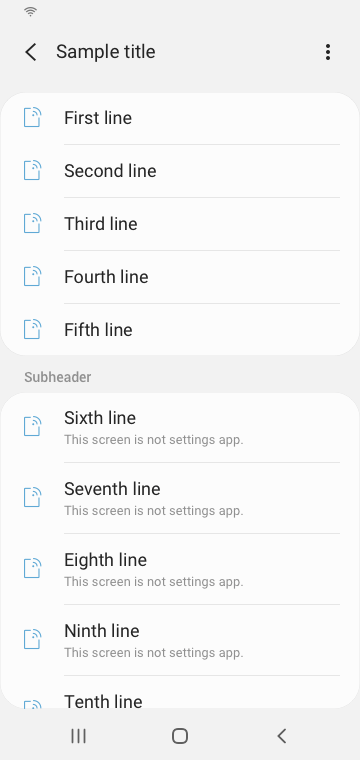 Sample title
First line
Second line
Third line
Fourth line
Fifth line
Subheader
Sixth line
This screen is not settings app.
Seventh line
This screen is not settings app.
Eighth line
This screen is not settings app.
Ninth line
This screen is not settings app.
Tenth line